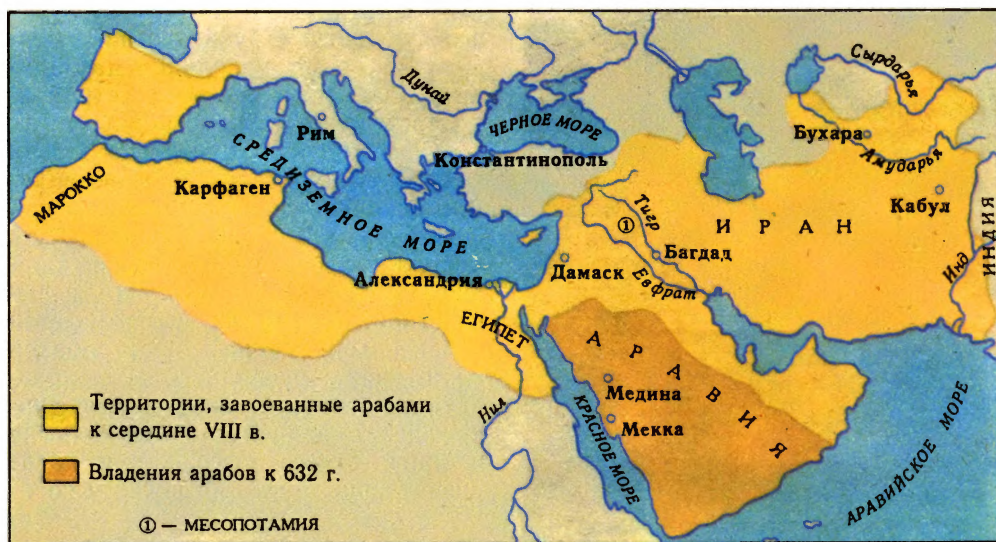 Сырдарья
Дунай
ЧЕРНОЕ МОРЕ
Рим
Бухара
Константинополь
Амударья
СРЕДИЗЕМНОЕ МОРЕ
Карфаген
МАРОККО
Кабул
ИРАН
Тигр
①
ИНДИЯ
Багдад
Инд
Дамаск
Евфрат
Александрия
ЕГИПЕТ
АРАВИЯ
Медина
Мекка
Нил
КРАСНОЕ МОРЕ
АРАВИЙСКОЕ МОРЕ
Территории, завоеванные арабами
к середине VIII в.
Владения арабов к 632 г.
① — МЕСОПОТАМИЯ